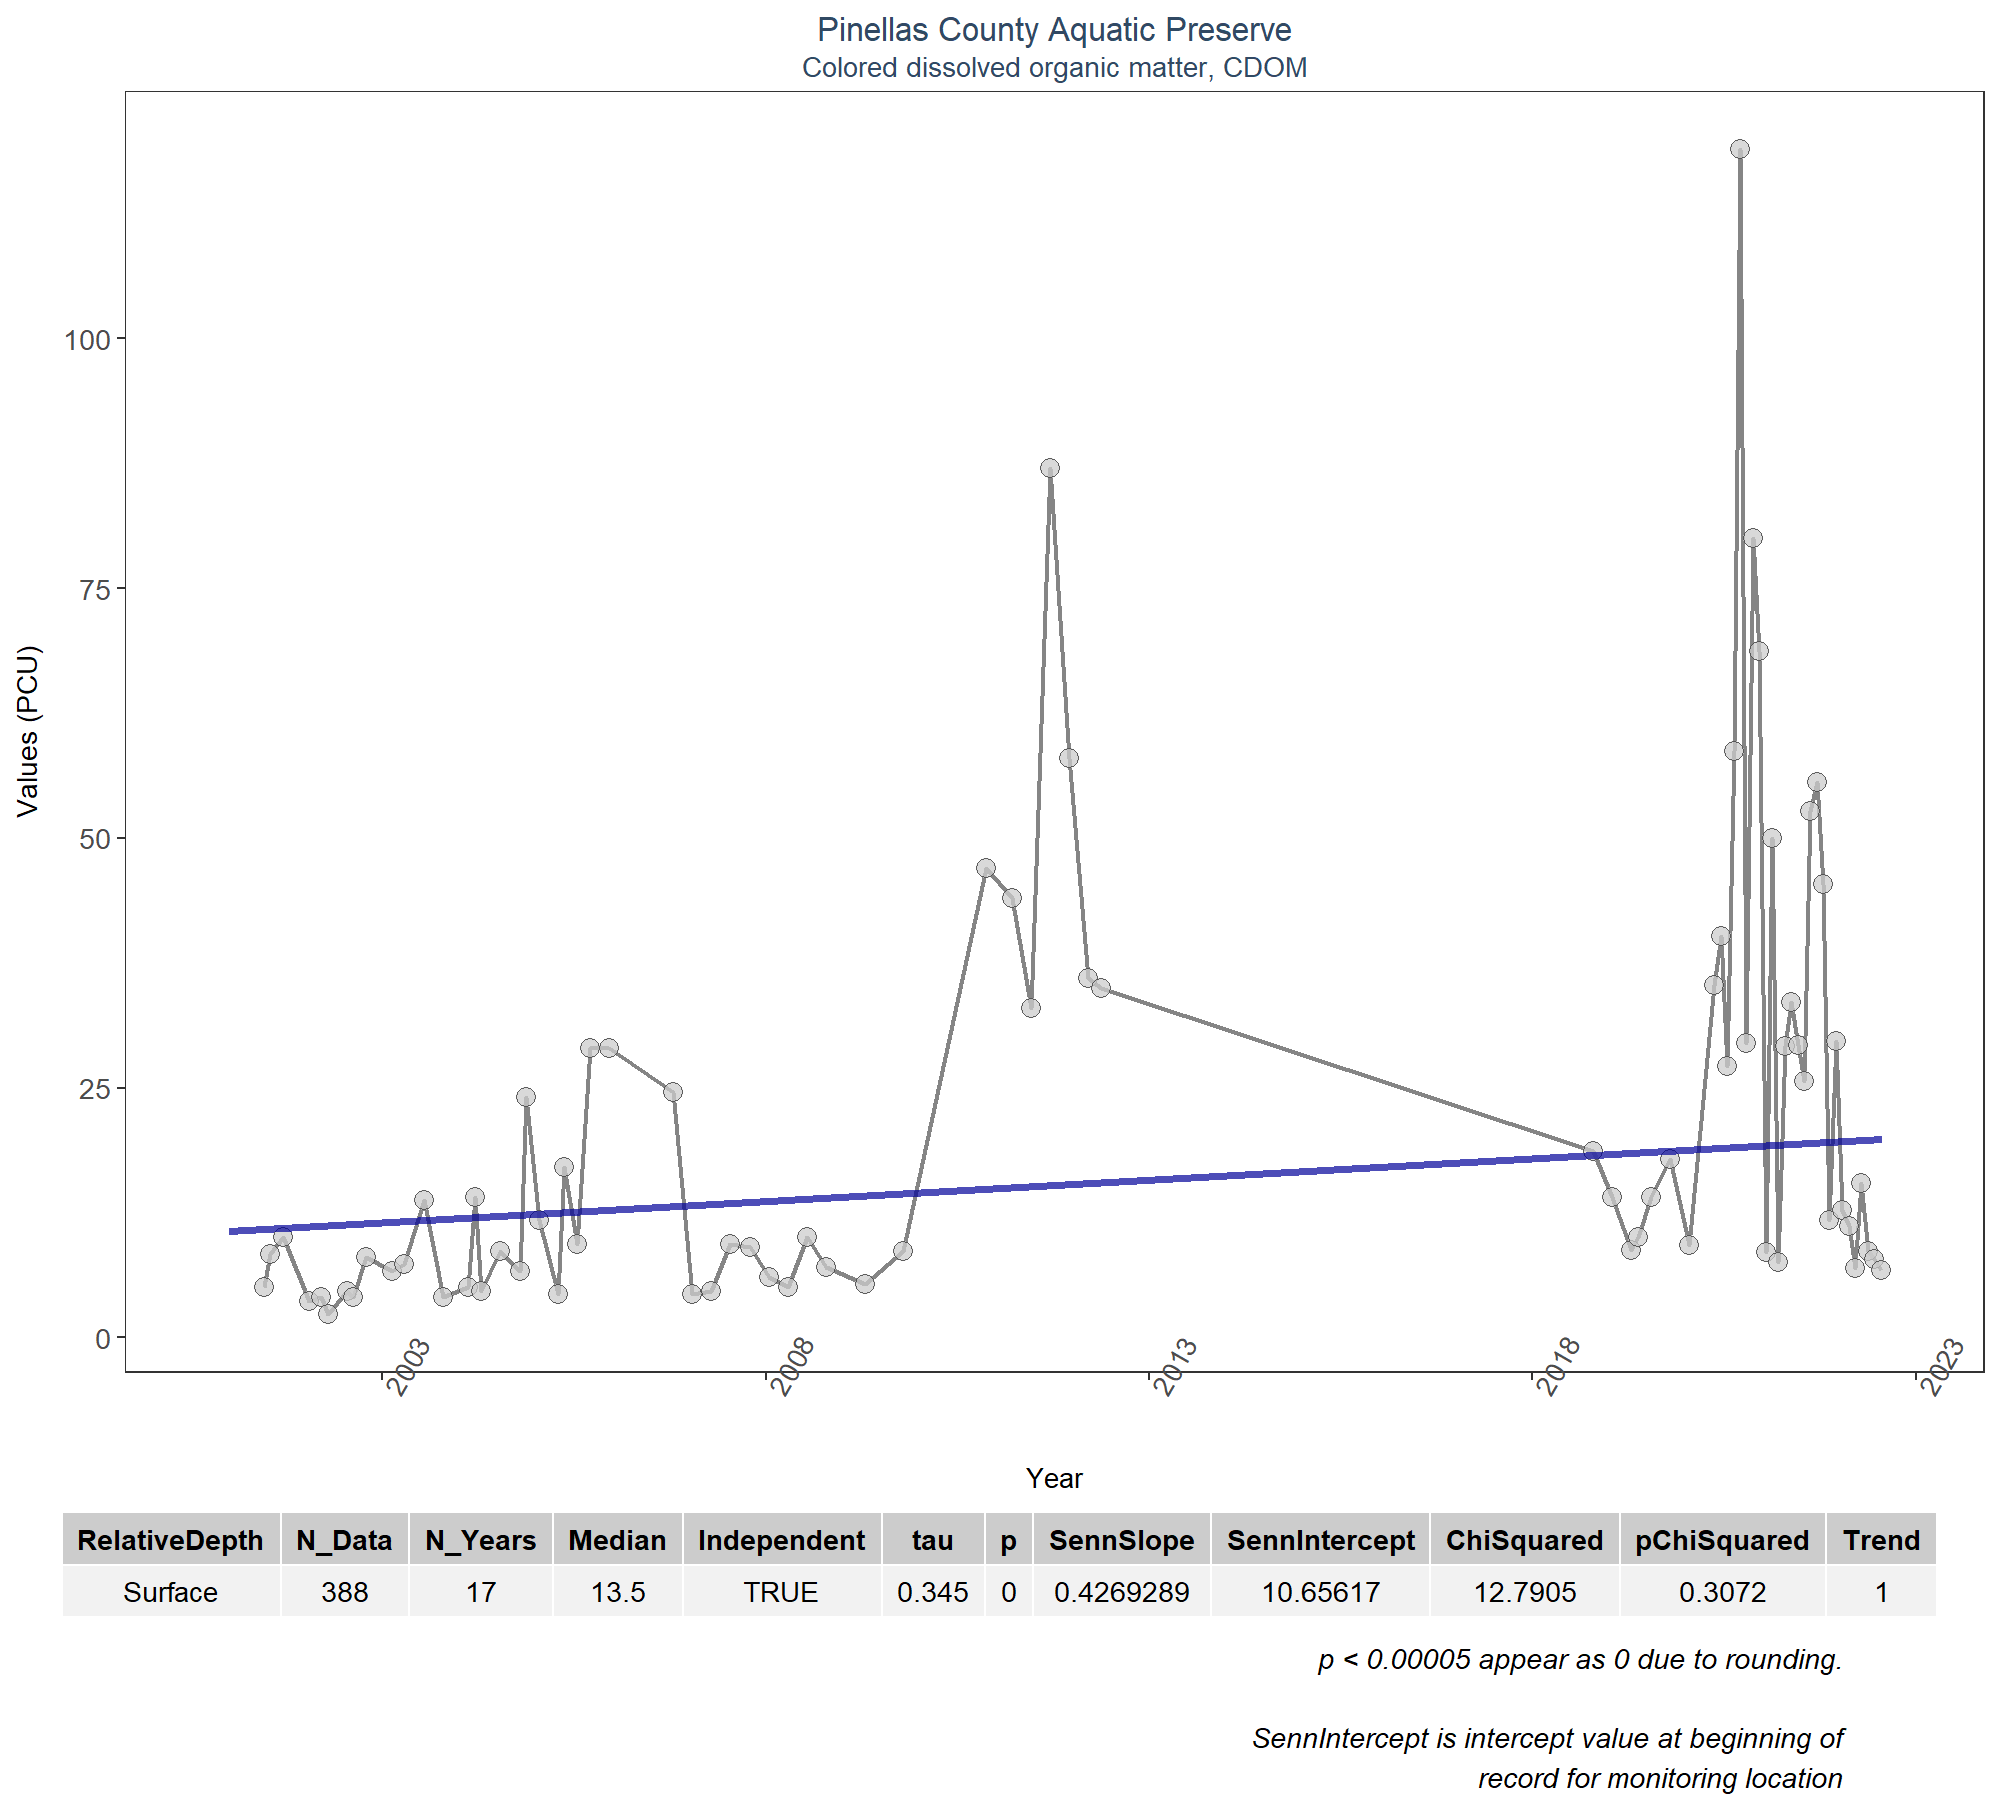 Pinellas County Aquatic Preserve
Colored dissolved organic matter, CDOM
Values (PCU)
100
75
50
25
0
2003 2008 2013 2018 2023
Year
RelativeDepth N_Data N_Years Median Independent tau p SennSlope SennIntercept ChiSquared pChiSquared Trend
Surface 388 17 13.5 TRUE 0.345 0 0.4269289 10.65617 12.7905 0.3072 1
p < 0.00005 appear as 0 due to rounding.
SennIntercept is intercept value at beginning of
record for monitoring location